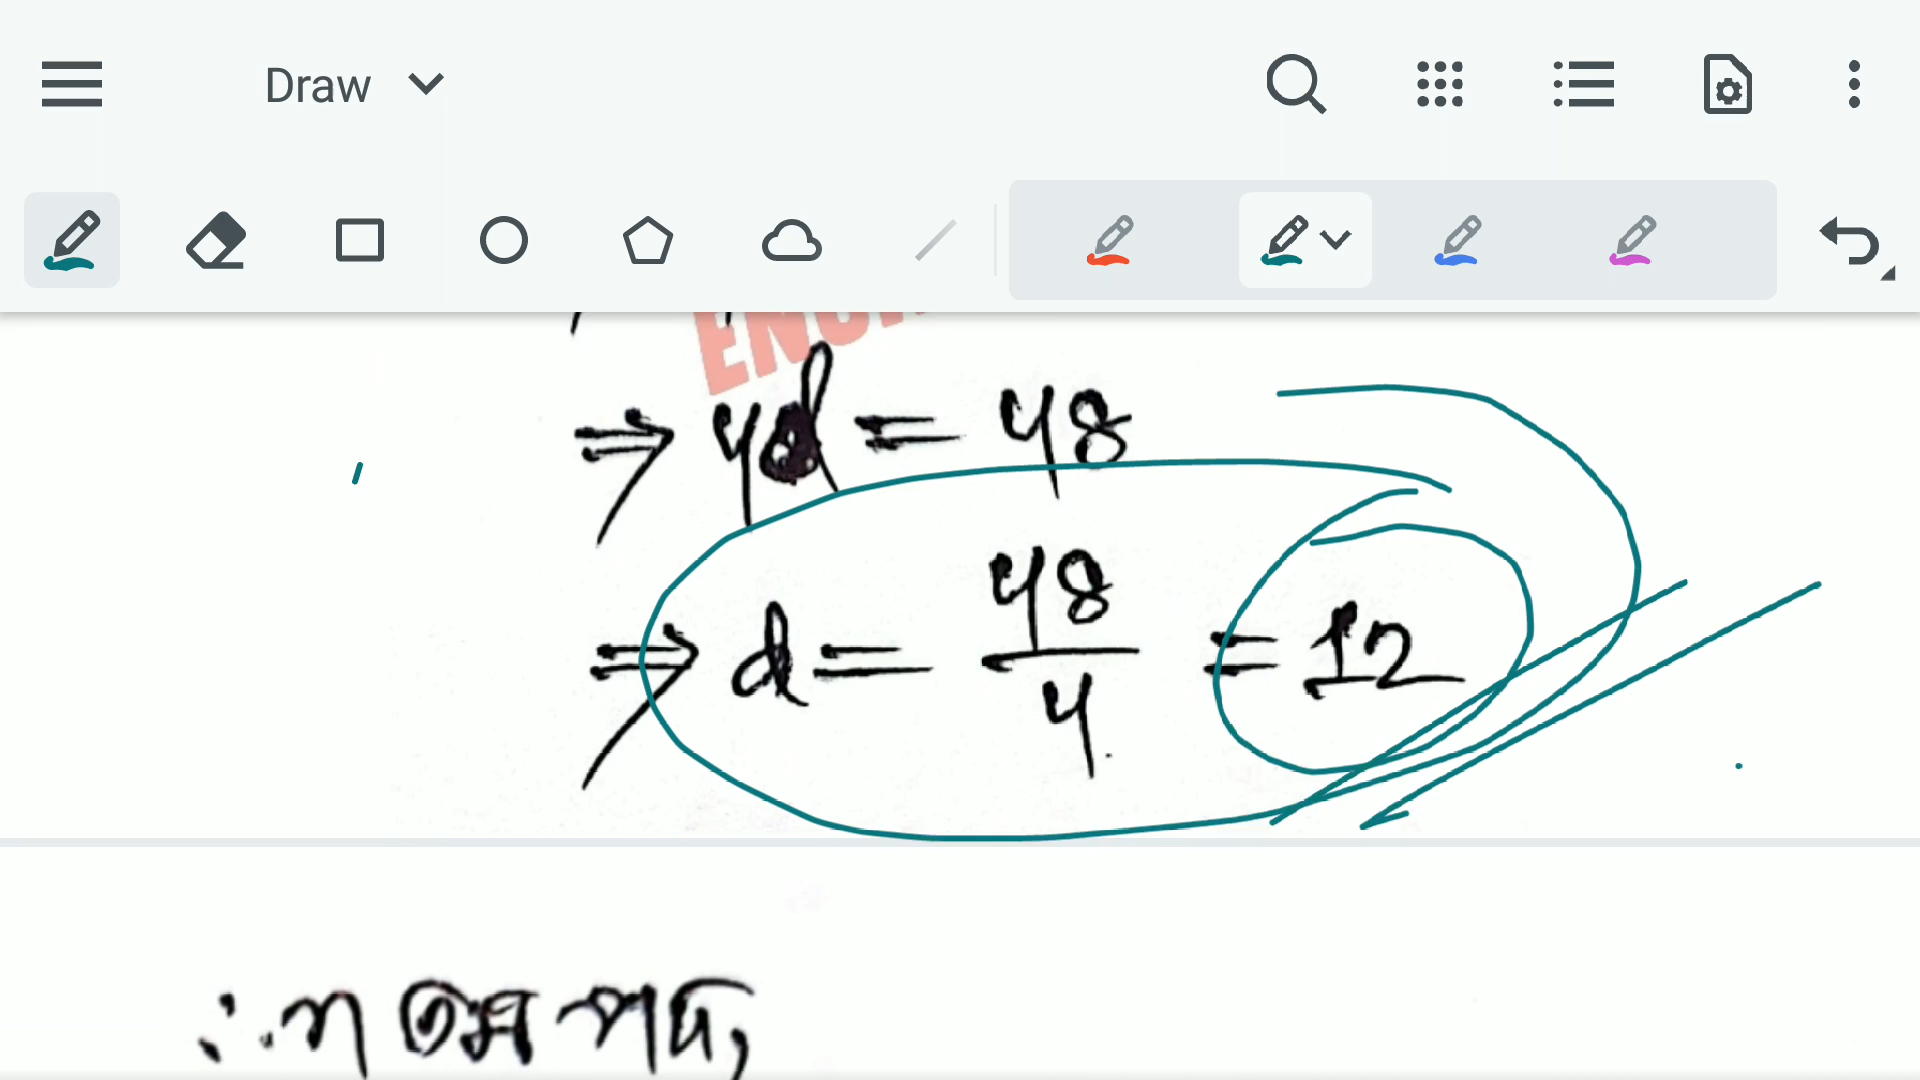 Draw
⇒ 4d = 48
⇒ d = 48/4 = 12
∴ n তম পদ,